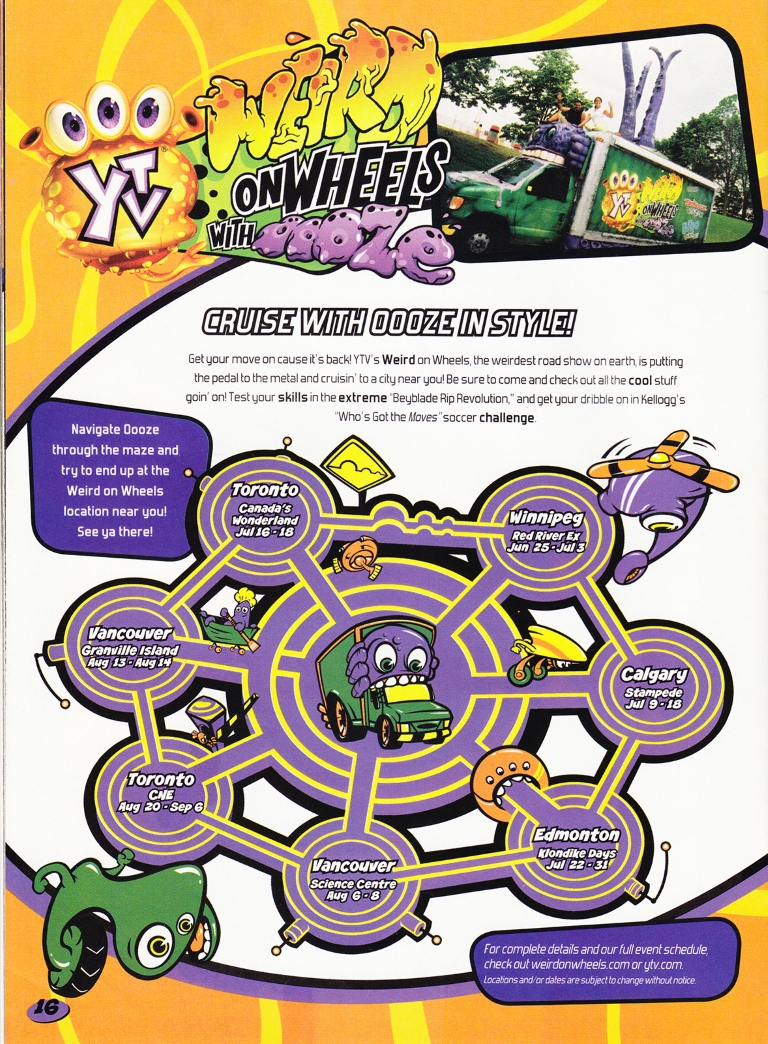 YTV
WEIRD
ON WHEELS
WITH OOOZE
YTV WEIRD
ON WHEELS
CRUISE WITH OOOZE IN STYLE!
Get your move on cause it's back! YTV's Weird on Wheels, the weirdest road show on earth, is putting
the pedal to the metal and cruisin' to a city near you! Be sure to come and check out all the cool stuff
goin' on! Test your skills in the extreme "Beyblade Rip Revolution," and get your dribble on in Kellogg's
"Who's Got the Moves" soccer challenge.
Navigate Oooze
through the maze and
try to end up at the
Weird on Wheels
location near you!
See ya there!
Toronto
Canada's
Wonderland
Jul 16 - 18
Winnipeg
Red River Ex
Jun 25 - Jul 3
Vancouver
Granville Island
Aug 13 - Aug 14
Calgary
Stampede
Jul 9 - 18
Toronto
CNE
Aug 20 - Sep 6
Edmonton
Klondike Days
Jul 22 - 31
Vancouver
Science Centre
Aug 6 - 8
For complete details and our full event schedule,
check out weirdonwheels.com or ytv.com.
Locations and/or dates are subject to change without notice.
16